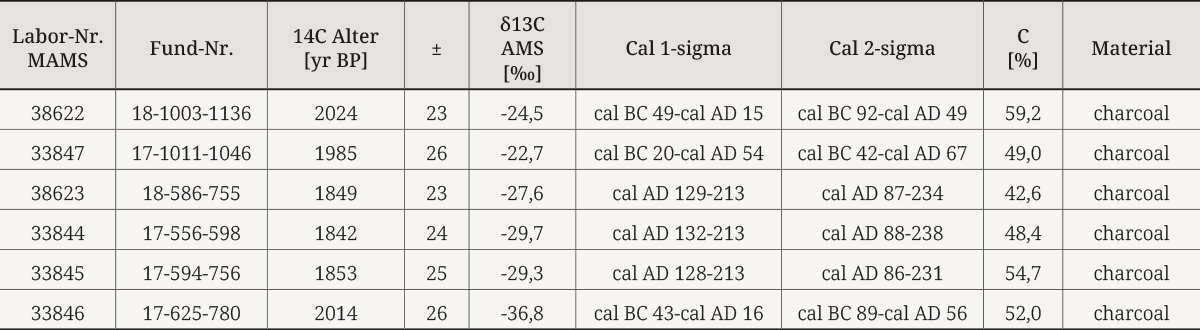 Labor-Nr. MAMS | Fund-Nr. | 14C Alter [yr BP] | ± | δ13C AMS [‰] | Cal 1-sigma | Cal 2-sigma | C [%] | Material
38622 | 18-1003-1136 | 2024 | 23 | -24,5 | cal BC 49-cal AD 15 | cal BC 92-cal AD 49 | 59,2 | charcoal
33847 | 17-1011-1046 | 1985 | 26 | -22,7 | cal BC 20-cal AD 54 | cal BC 42-cal AD 67 | 49,0 | charcoal
38623 | 18-586-755 | 1849 | 23 | -27,6 | cal AD 129-213 | cal AD 87-234 | 42,6 | charcoal
33844 | 17-556-598 | 1842 | 24 | -29,7 | cal AD 132-213 | cal AD 88-238 | 48,4 | charcoal
33845 | 17-594-756 | 1853 | 25 | -29,3 | cal AD 128-213 | cal AD 86-231 | 54,7 | charcoal
33846 | 17-625-780 | 2014 | 26 | -36,8 | cal BC 43-cal AD 16 | cal BC 89-cal AD 56 | 52,0 | charcoal